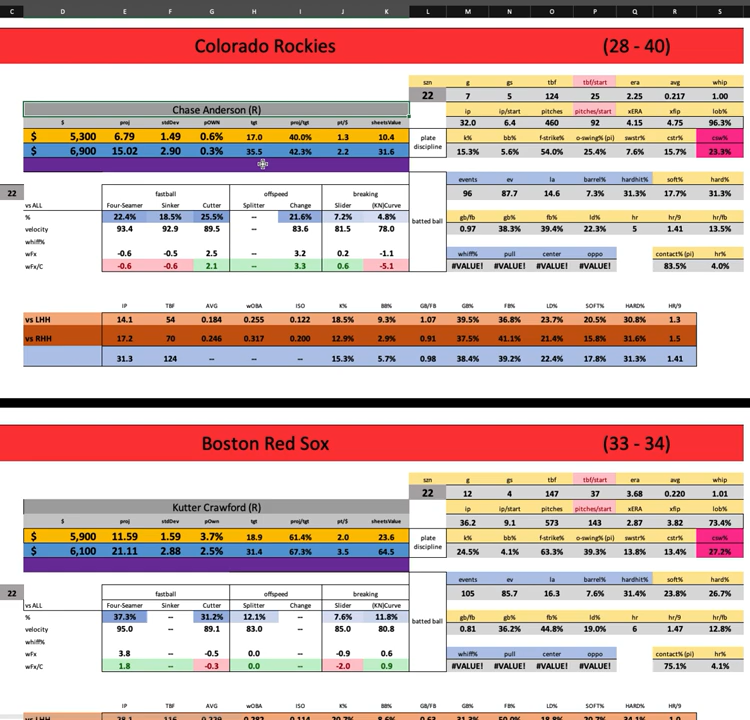 C D E F G H I J K L M N O P Q R S
Colorado Rockies (28 - 40)
szn g gs tbf tbf/start era avg whip
22 7 5 124 25 2.25 0.217 1.00
Chase Anderson (R) ip ip/start pitches pitches/start xERA xfip lob%
$ proj stdDev pOWN tgt proj/tgt pt/$ sheetsValue 32.0 6.4 460 92 4.15 4.75 96.3%
$ 5,300 6.79 1.49 0.6% 17.0 40.0% 1.3 10.4 plate discipline k% bb% f-strike% o-swing% (pi) swstr% cstr% csw%
$ 6,900 15.02 2.90 0.3% 35.5 42.3% 2.2 31.6 15.3% 5.6% 54.0% 25.4% 7.6% 15.7% 23.3%
events ev la barrel% hardhit% soft% hard%
22 fastball offspeed breaking 96 87.7 14.6 7.3% 31.3% 17.7% 31.3%
vs ALL Four-Seamer Sinker Cutter Splitter Change Slider (KN)Curve
% 22.4% 18.5% 25.5% -- 21.6% 7.2% 4.8% batted ball gb/fb gb% fb% ld% hr hr/9 hr/fb
velocity 93.4 92.9 89.5 -- 83.6 81.5 78.0 0.97 38.3% 39.4% 22.3% 5 1.41 13.5%
whiff%
wFx -0.6 -0.5 2.5 -- 3.2 0.2 -1.1 whiff% pull center oppo contact% (pi) hr%
wFx/C -0.6 -0.6 2.1 3.3 0.6 -5.1 #VALUE! #VALUE! #VALUE! #VALUE! 83.5% 4.0%
IP TBF AVG wOBA ISO K% BB% GB/FB GB% FB% LD% SOFT% HARD% HR/9
vs LHH 14.1 54 0.184 0.255 0.122 18.5% 9.3% 1.07 39.5% 36.8% 23.7% 20.5% 30.8% 1.3
vs RHH 17.2 70 0.246 0.317 0.200 12.9% 2.9% 0.91 37.5% 41.1% 21.4% 15.8% 31.6% 1.5
31.3 124 -- -- -- 15.3% 5.7% 0.98 38.4% 39.2% 22.4% 17.8% 31.3% 1.41
Boston Red Sox (33 - 34)
szn g gs tbf tbf/start era avg whip
22 12 4 147 37 3.68 0.220 1.01
Kutter Crawford (R) ip ip/start pitches pitches/start xERA xfip lob%
$ proj stdDev pOwn tgt proj/tgt pt/$ sheetsValue 36.2 9.1 573 143 2.87 3.82 73.4%
$ 5,900 11.59 1.59 3.7% 18.9 61.4% 2.0 23.6 plate discipline k% bb% f-strike% o-swing% (pi) swstr% cstr% csw%
$ 6,100 21.11 2.88 2.5% 31.4 67.3% 3.5 64.5 24.5% 4.1% 63.3% 39.3% 13.8% 13.4% 27.2%
events ev la barrel% hardhit% soft% hard%
22 fastball offspeed breaking 105 85.7 16.3 7.6% 31.4% 23.8% 26.7%
vs ALL Four-Seamer Sinker Cutter Splitter Change Slider (KN)Curve
% 37.3% -- 31.2% 12.1% -- 7.6% 11.8% batted ball gb/fb gb% fb% ld% hr hr/9 hr/fb
velocity 95.0 -- 89.1 83.0 -- 85.0 80.8 0.81 36.2% 44.8% 19.0% 6 1.47 12.8%
whiff%
wFx 3.8 -- -0.5 0.0 -- -0.9 0.6 whiff% pull center oppo contact% (pi) hr%
wFx/C 1.8 -- -0.3 0.0 -- -2.0 0.9 #VALUE! #VALUE! #VALUE! #VALUE! 75.1% 4.1%
IP TBF AVG wOBA ISO K% BB% GB/FB GB% FB% LD% SOFT% HARD% HR/9
vs LHH